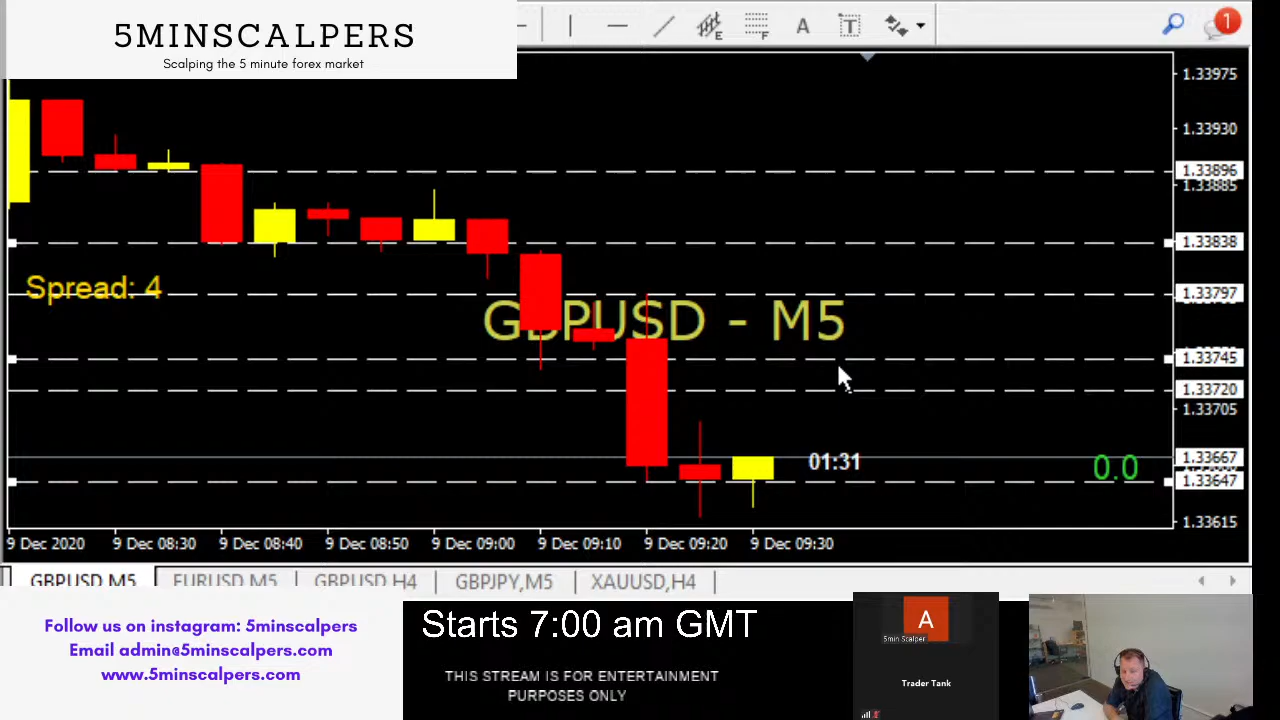 5MINSCALPERS
Scalping the 5 minute forex market
E
F
A
T
1
1.33975
1.33930
1.33896
1.33885
1.33838
Spread: 4
1.33797
GBPUSD - M5
1.33745
1.33720
1.33705
01:31
0.0
1.33667
1.33647
1.33615
9 Dec 2020
9 Dec 08:30
9 Dec 08:40
9 Dec 08:50
9 Dec 09:00
9 Dec 09:10
9 Dec 09:20
9 Dec 09:30
GBPUSD,M5
EURUSD,M5
GBPUSD,H4
GBPJPY,M5
XAUUSD,H4
Follow us on instagram: 5minscalpers
Email admin@5minscalpers.com
www.5minscalpers.com
Starts 7:00 am GMT
THIS STREAM IS FOR ENTERTAINMENT
PURPOSES ONLY
A
5min Scalper
Trader Tank